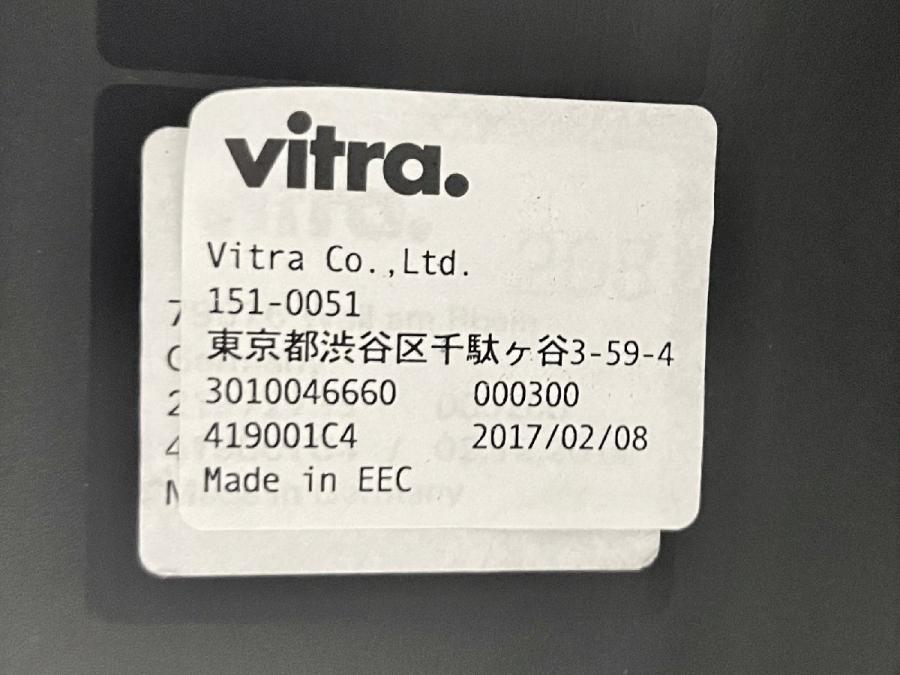 vitra.
Vitra Co.,Ltd.
151-0051
東京都渋谷区千駄ヶ谷3-59-4
3010046660 000300
419001C4 2017/02/08
Made in EEC